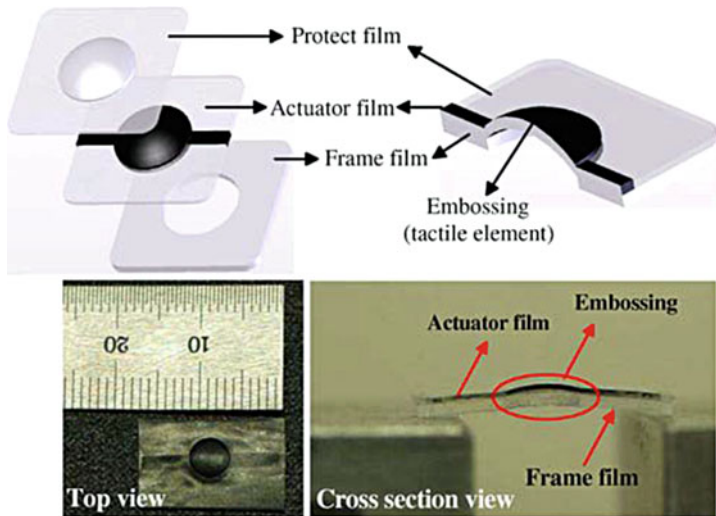 Protect film
Actuator film
Frame film
Embossing
(tactile element)
20 10
Actuator film
Embossing
Frame film
Top view
Cross section view